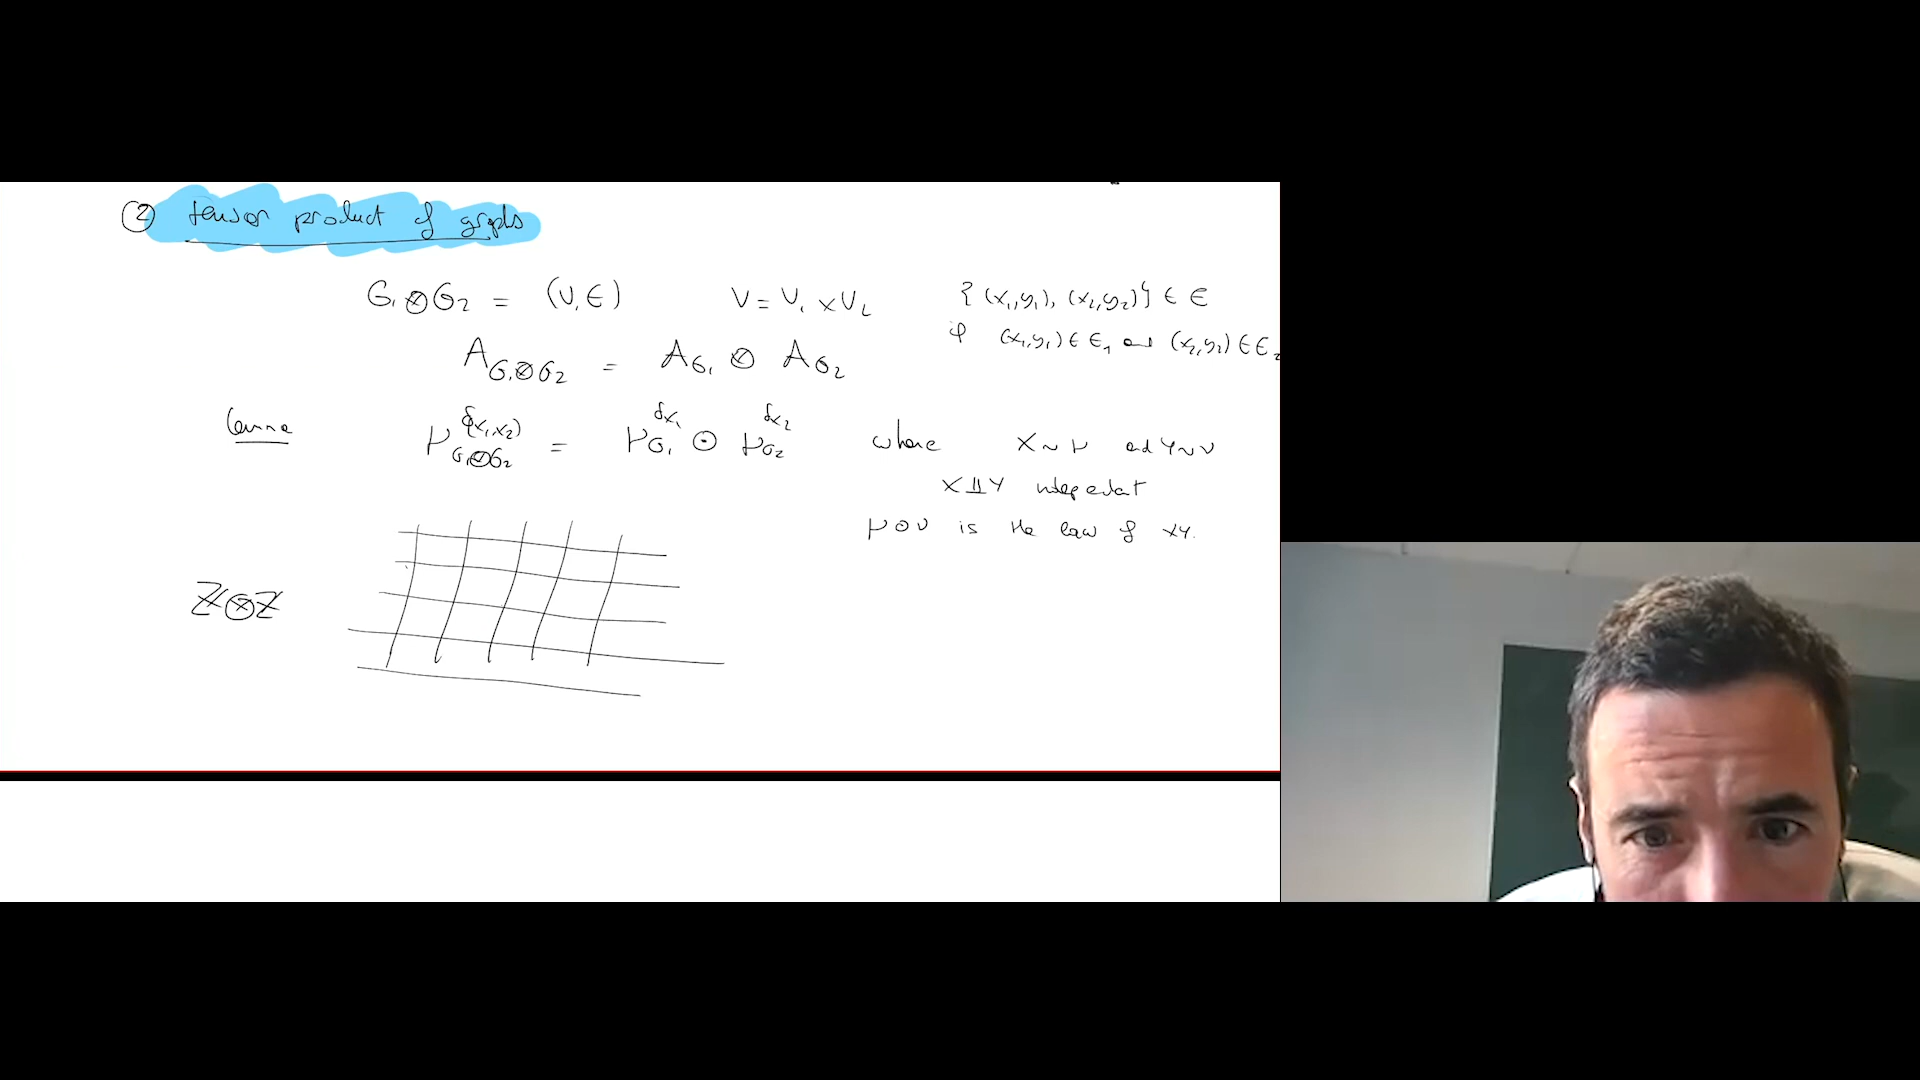 ② tensor product of graphs
G₁⊗G₂ = (V,E) V = V₁ × V₂ {(x₁,y₁), (x₂,y₂)} ∈ E
if (x₁,y₁) ∈ E₁ and (x₂,y₂) ∈ E₂
A_{G₁⊗G₂} = A_{G₁} ⊗ A_{G₂}
Lemma μ_{G₁⊗G₂}^{δ(x₁,x₂)} = μ_{G₁}^{δx₁} ⊙ μ_{G₂}^{δx₂} where X ~ μ and Y ~ ν
X ⫫ Y independent
μ ⊙ ν is the law of XY.
ℤ⊗ℤ